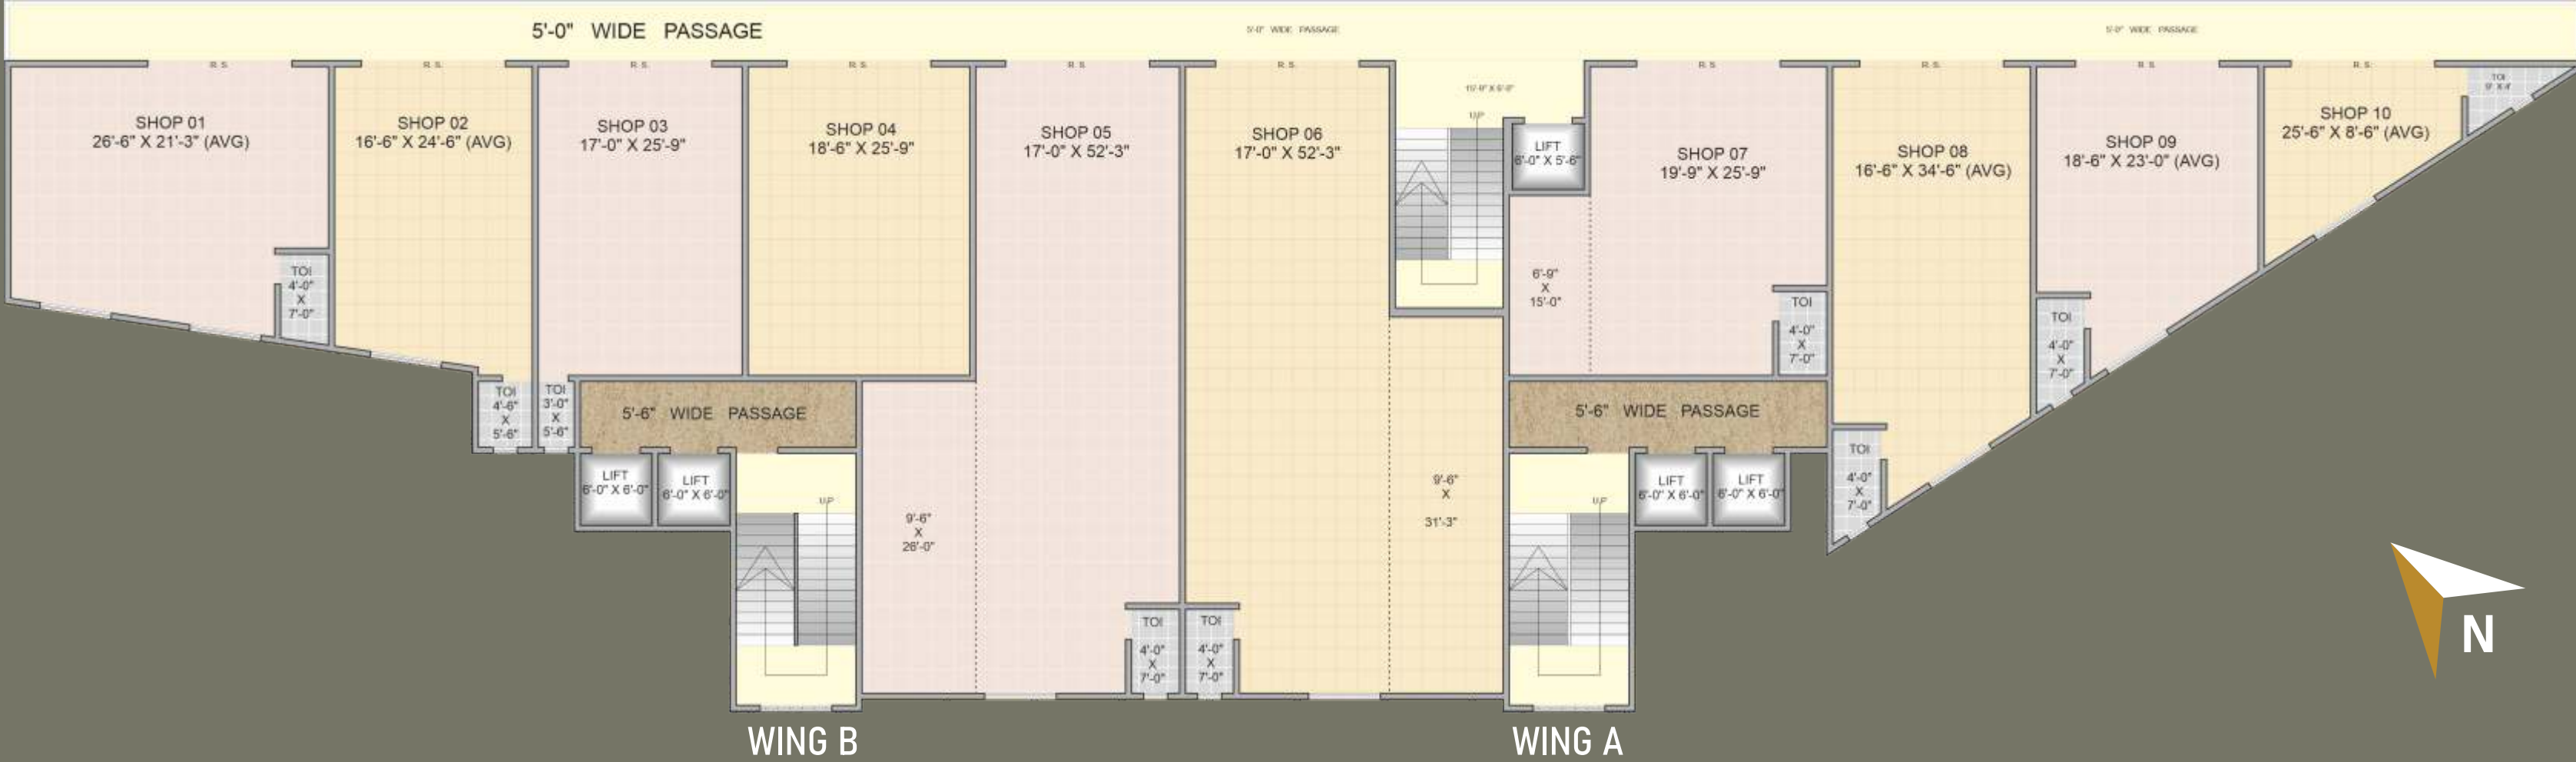 5'-0" WIDE PASSAGE
5'-0" WIDE PASSAGE
5'-0" WIDE PASSAGE
R.S.
R.S.
R.S.
R.S.
R.S.
R.S.
R.S.
R.S.
R.S.
R.S.
SHOP 01
26'-6" X 21'-3" (AVG)
TOI
4'-0"
X
7'-0"
SHOP 02
16'-6" X 24'-6" (AVG)
TOI
4'-6"
X
5'-6"
SHOP 03
17'-0" X 25'-9"
TOI
3'-0"
X
5'-6"
SHOP 04
18'-6" X 25'-9"
5'-6" WIDE PASSAGE
LIFT
6'-0" X 6'-0"
LIFT
6'-0" X 6'-0"
UP
SHOP 05
17'-0" X 52'-3"
9'-6"
X
26'-0"
TOI
4'-0"
X
7'-0"
SHOP 06
17'-0" X 52'-3"
9'-6"
X
31'-3"
TOI
4'-0"
X
7'-0"
UP
LIFT
6'-0" X 5'-6"
SHOP 07
19'-9" X 25'-9"
6'-9"
X
15'-0"
TOI
4'-0"
X
7'-0"
5'-6" WIDE PASSAGE
LIFT
6'-0" X 6'-0"
LIFT
6'-0" X 6'-0"
UP
SHOP 08
16'-6" X 34'-6" (AVG)
TOI
4'-0"
X
7'-0"
SHOP 09
18'-6" X 23'-0" (AVG)
TOI
4'-0"
X
7'-0"
SHOP 10
25'-6" X 8'-6" (AVG)
TOI
N
WING B
WING A